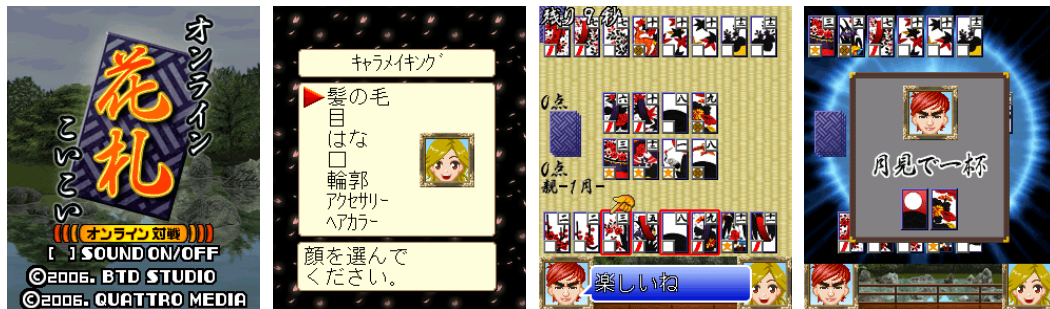 オンライン
花札
こいこい
オンライン対戦
[ ]SOUND ON/OFF
©2006. BTD STUDIO
©2006. QUATTRO MEDIA
キャラメイキング
髪の毛
目
はな
口
輪郭
アクセサリー
ヘアカラー
顔を選んで
ください。
残り9秒
0点
0点
親-1月-
楽しいね
月見で一杯